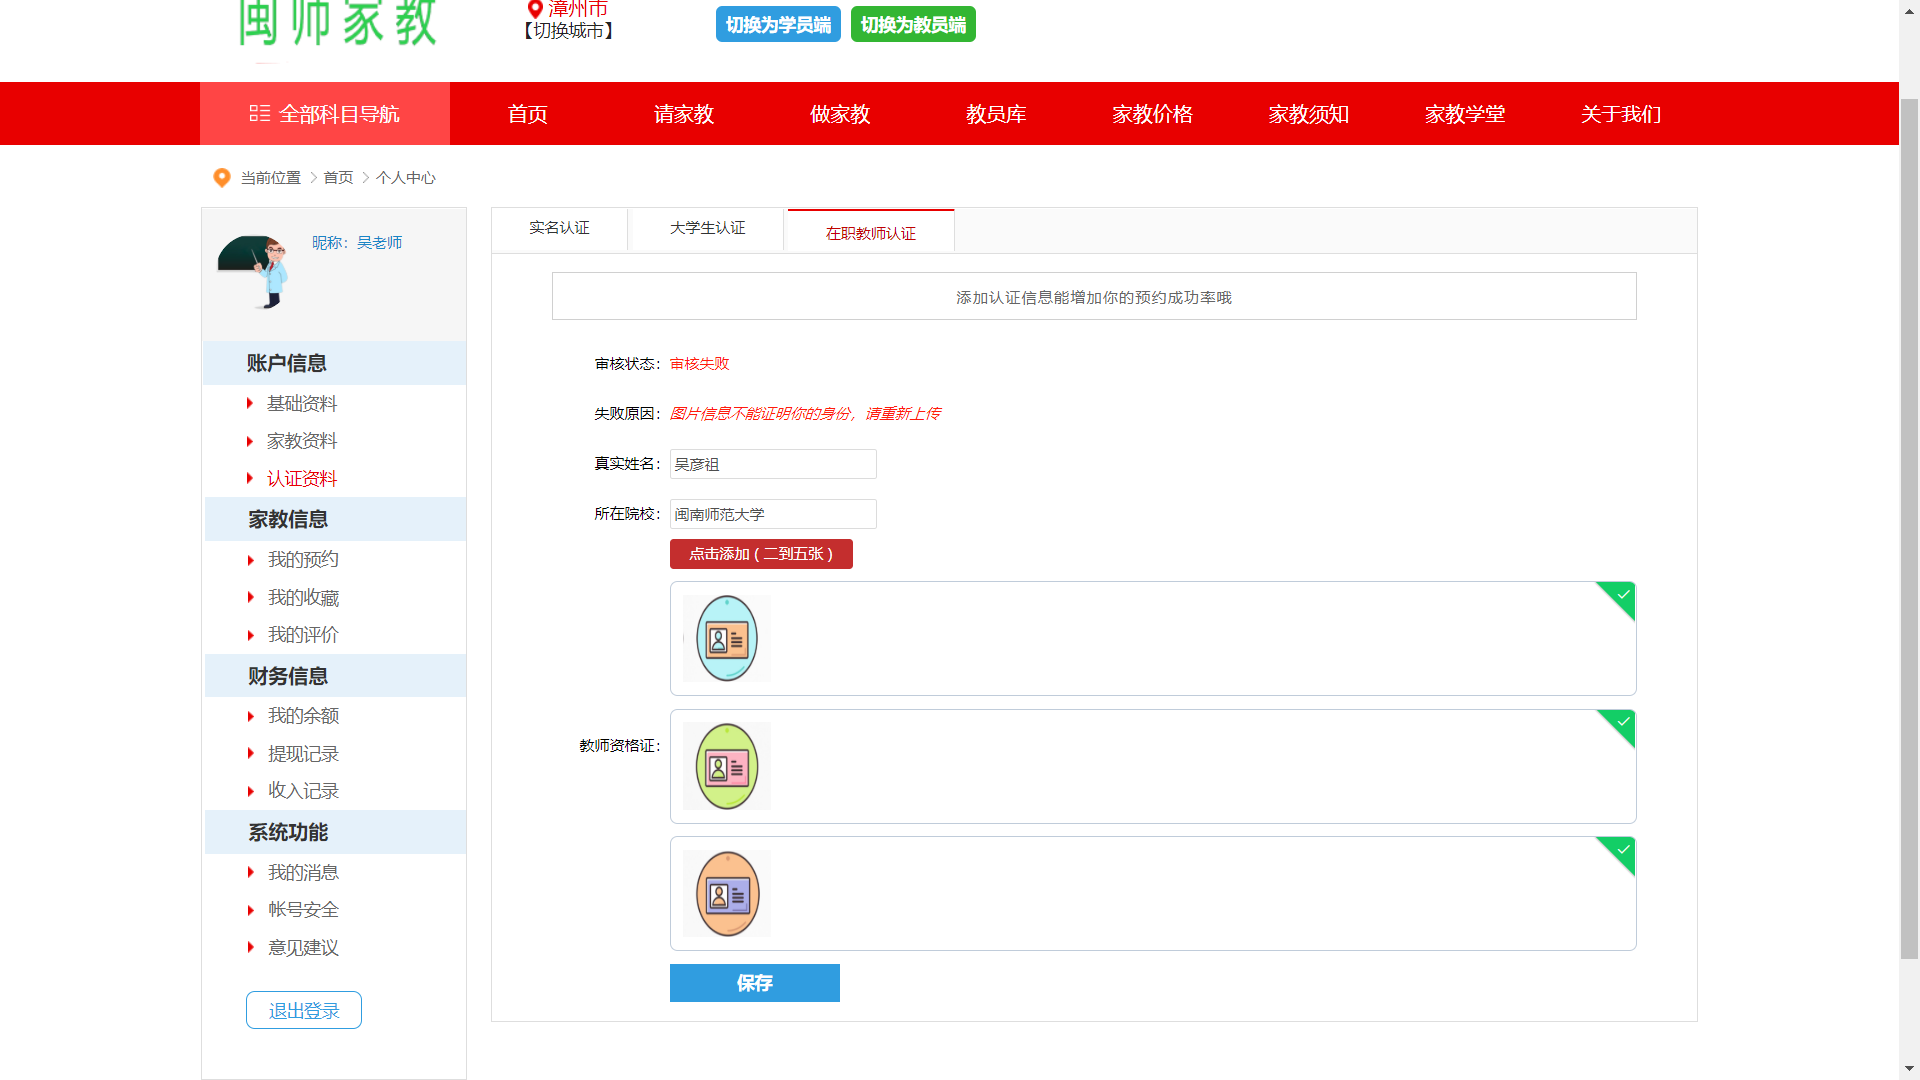 闽师家教
漳州市
【切换城市】
切换为学员端
切换为教员端
全部科目导航
首页
请家教
做家教
教员库
家教价格
家教须知
家教学堂
关于我们
当前位置 > 首页 > 个人中心
昵称：吴老师
账户信息
基础资料
家教资料
认证资料
家教信息
我的预约
我的收藏
我的评价
财务信息
我的余额
提现记录
收入记录
系统功能
我的消息
帐号安全
意见建议
退出登录
实名认证
大学生认证
在职教师认证
添加认证信息能增加你的预约成功率哦
审核状态：审核失败
失败原因：图片信息不能证明你的身份，请重新上传
真实姓名：吴彦祖
所在院校：闽南师范大学
点击添加 ( 二到五张 )
教师资格证：
保存